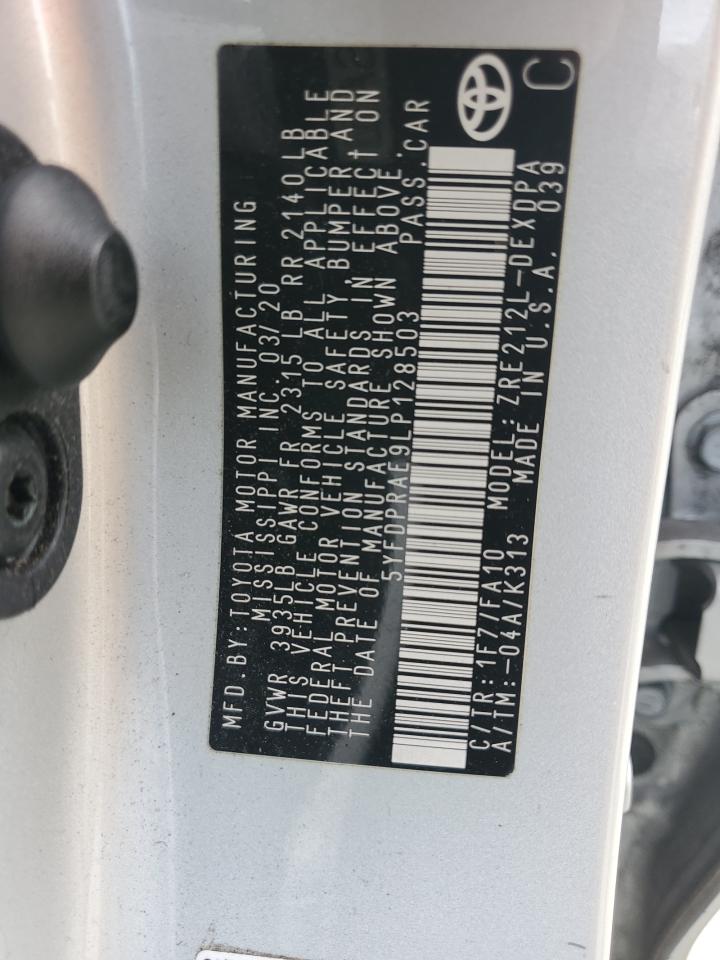 MFD.BY:TOYOTA MOTOR MANUFACTURING
MISSISSIPPI INC. 03/20
GVWR 3935LB GAWR FR 2315 LB RR 2140LB
THIS VEHICLE CONFORMS TO ALL APPLICABLE
FEDERAL MOTOR VEHICLE SAFETY, BUMPER AND
THEFT PREVENTION STANDARDS IN EFFECT ON
THE DATE OF MANUFACTURE SHOWN ABOVE.
5YFDPRAE9LP128503 PASS.CAR
C/TR:1F7/FA10 MODEL:ZRE212L-DEXDPA
A/TM:-04A/K313 MADE IN U.S.A. 039
C